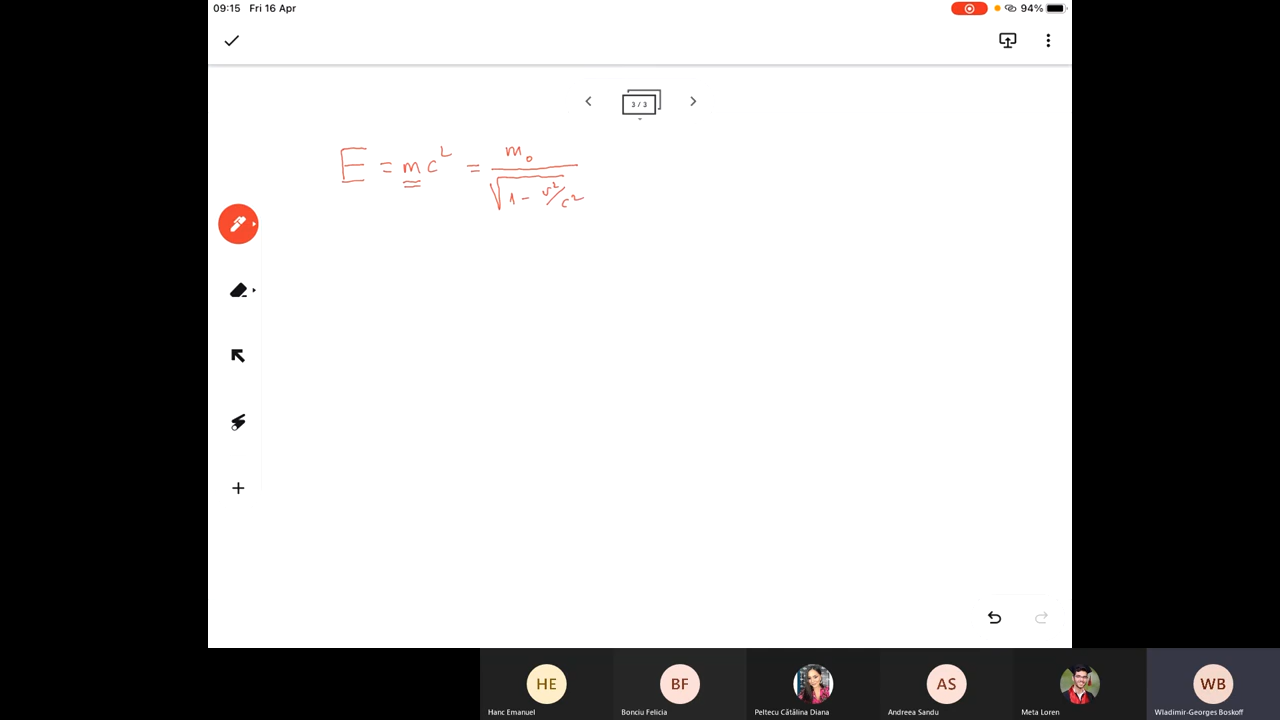 09:15 Fri 16 Apr 94%
3 / 3
E = mc² = m₀ / √(1 - v²/c²)
HE BF AS WB
Hanc Emanuel Bonciu Felicia Peltecu Cătălina Diana Andreea Sandu Meta Loren Wladimir-Georges Boskoff